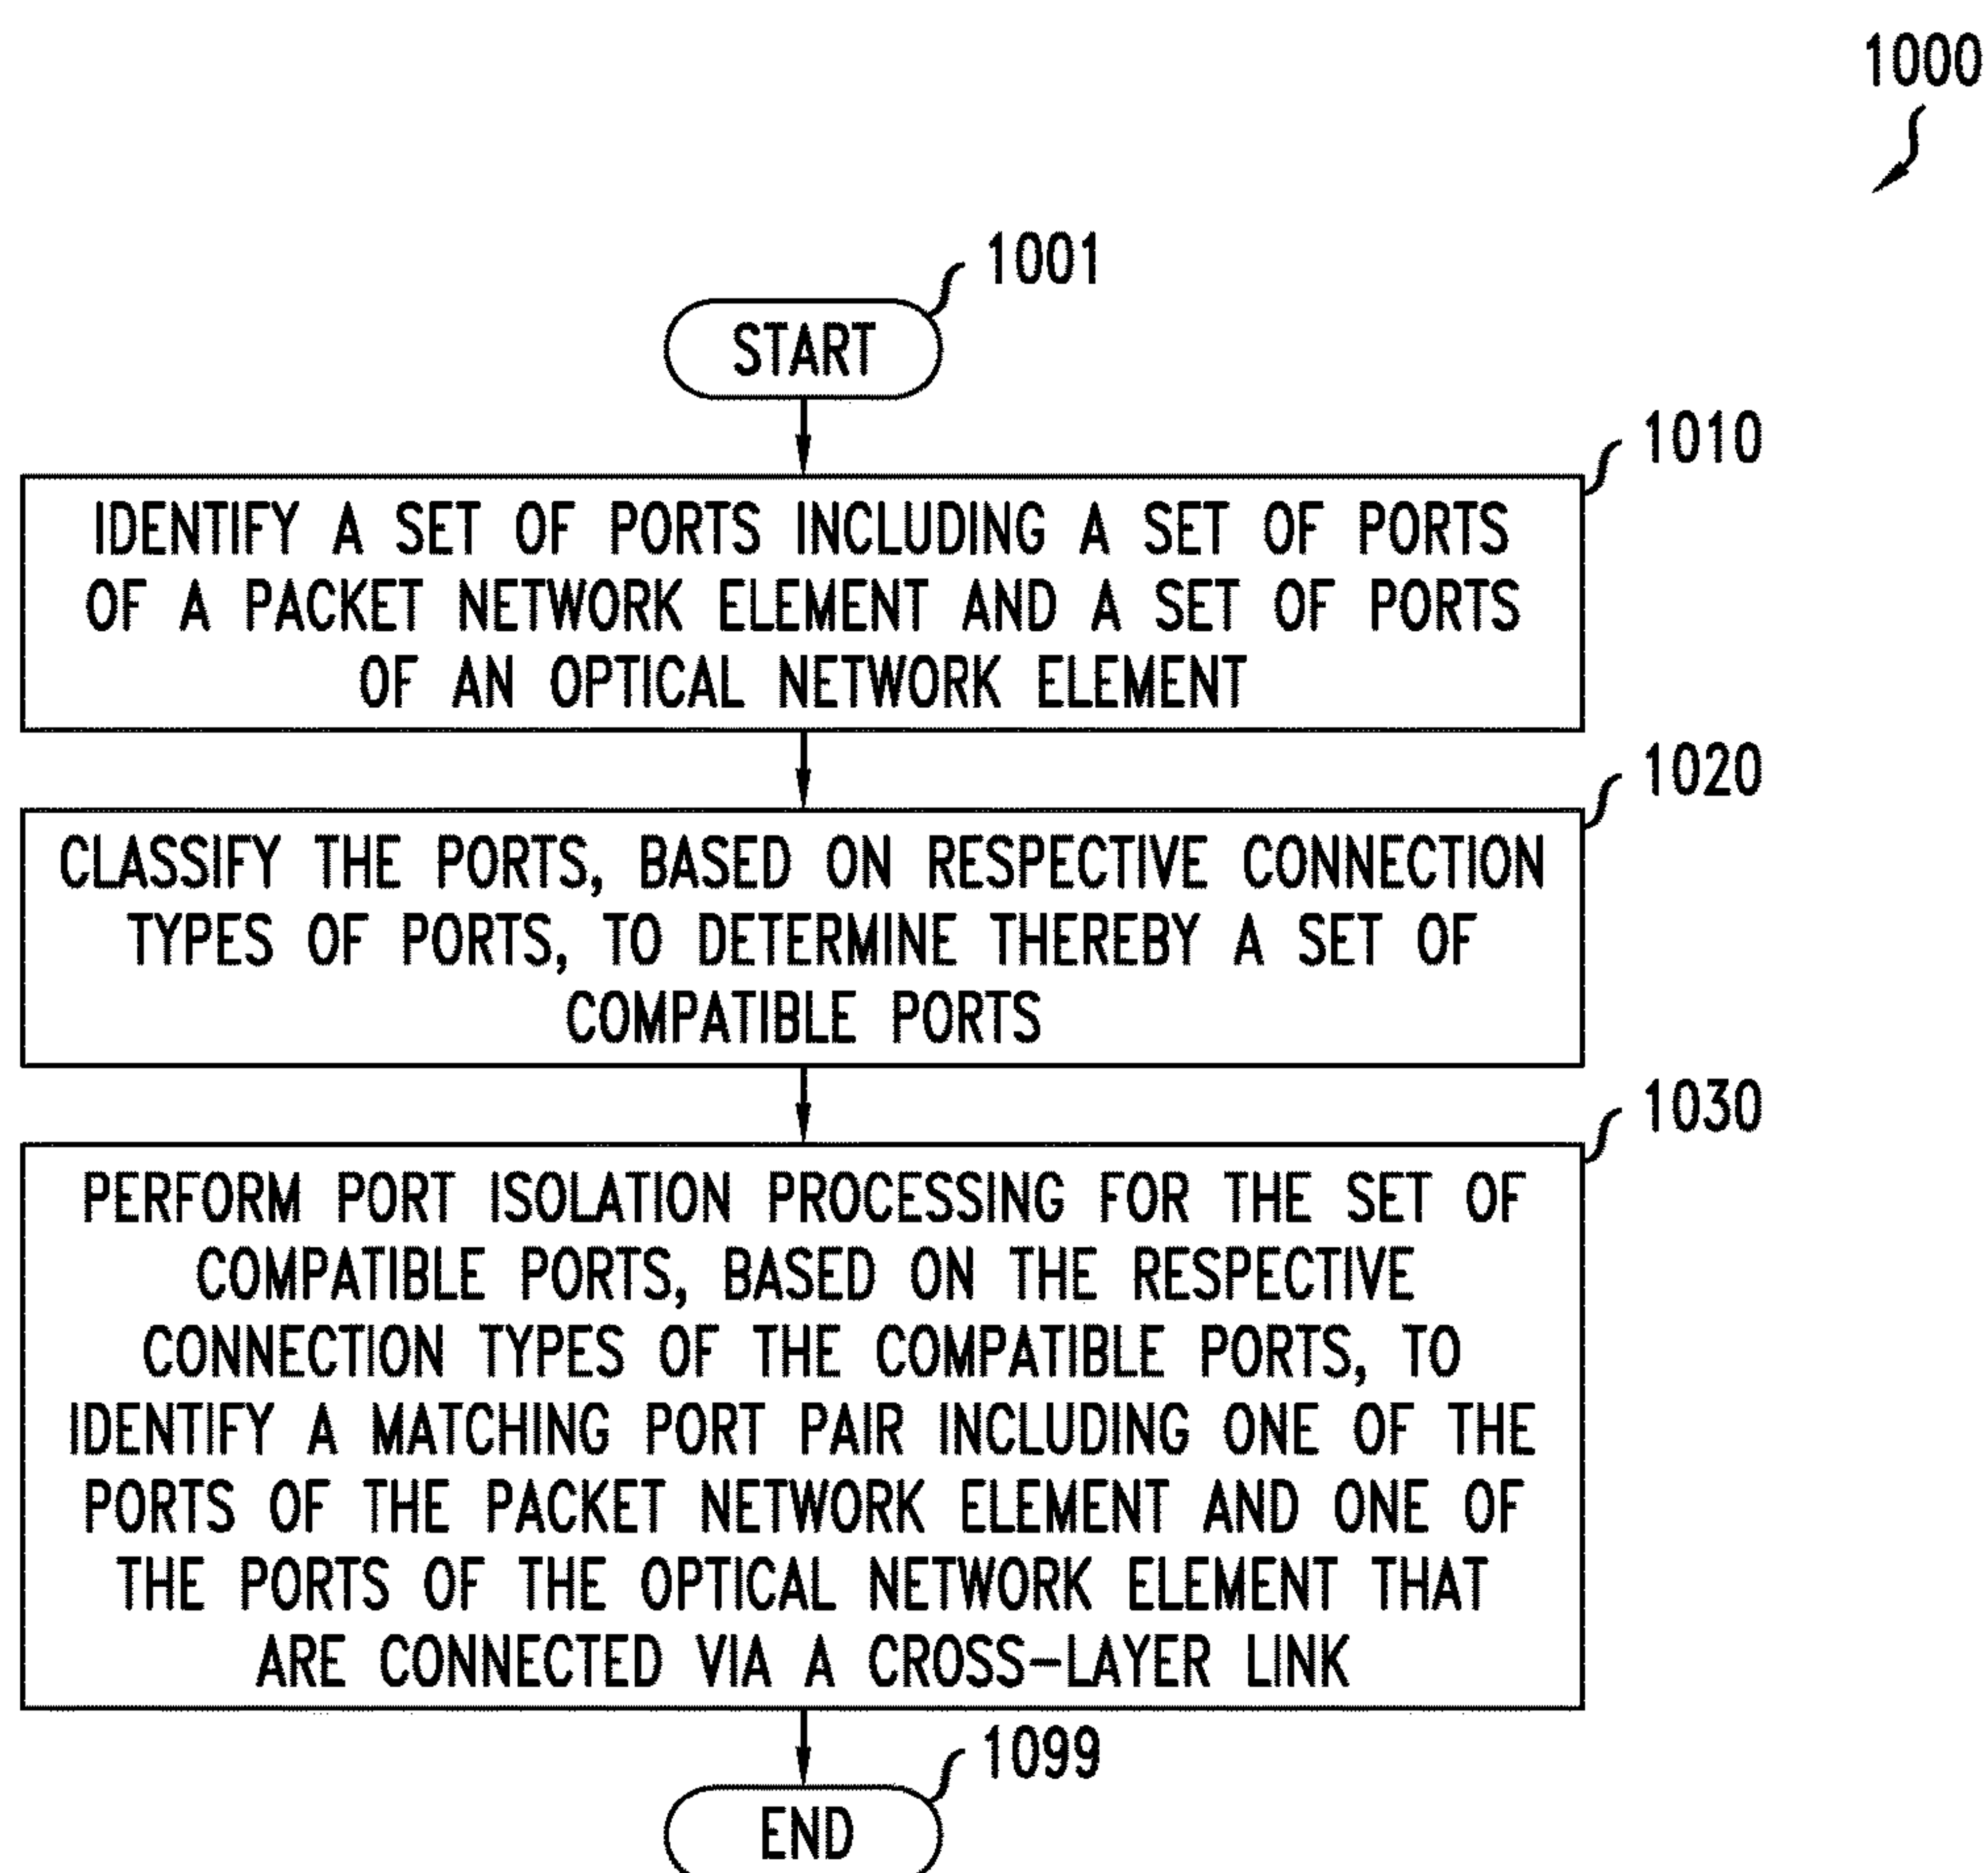 1000
1001
START
1010
IDENTIFY A SET OF PORTS INCLUDING A SET OF PORTS
OF A PACKET NETWORK ELEMENT AND A SET OF PORTS
OF AN OPTICAL NETWORK ELEMENT
1020
CLASSIFY THE PORTS, BASED ON RESPECTIVE CONNECTION
TYPES OF PORTS, TO DETERMINE THEREBY A SET OF
COMPATIBLE PORTS
1030
PERFORM PORT ISOLATION PROCESSING FOR THE SET OF
COMPATIBLE PORTS, BASED ON THE RESPECTIVE
CONNECTION TYPES OF THE COMPATIBLE PORTS, TO
IDENTIFY A MATCHING PORT PAIR INCLUDING ONE OF THE
PORTS OF THE PACKET NETWORK ELEMENT AND ONE OF
THE PORTS OF THE OPTICAL NETWORK ELEMENT THAT
ARE CONNECTED VIA A CROSS-LAYER LINK
1099
END